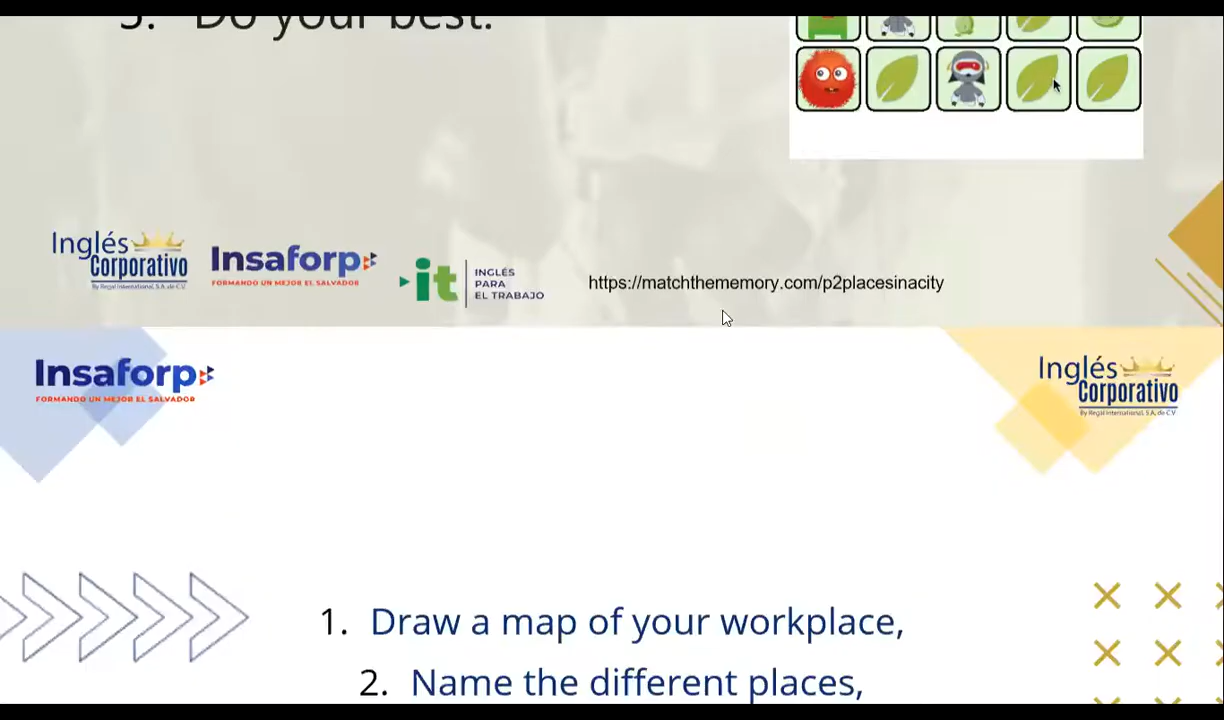 5. Do your best.
Inglés
Corporativo
By Regal International, S.A. de C.V.
Insaforp
FORMANDO UN MEJOR EL SALVADOR
it
INGLÉS
PARA
EL TRABAJO
https://matchthememory.com/p2placesinacity
Insaforp
FORMANDO UN MEJOR EL SALVADOR
Inglés
Corporativo
By Regal International, S.A. de C.V.
1. Draw a map of your workplace,
2. Name the different places,